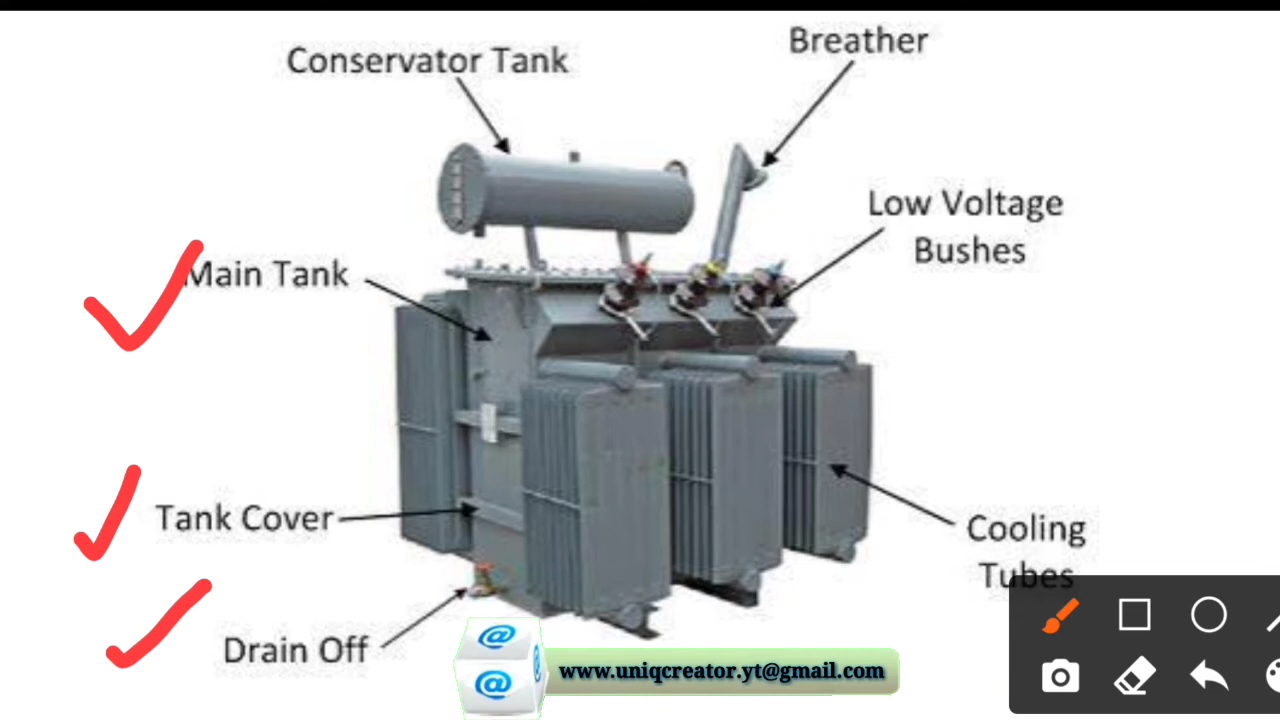 Conservator Tank
Breather
Low Voltage
Bushes
Main Tank
Tank Cover
Cooling
Tubes
Drain Off
@
@
@
www.uniqcreator.yt@gmail.com